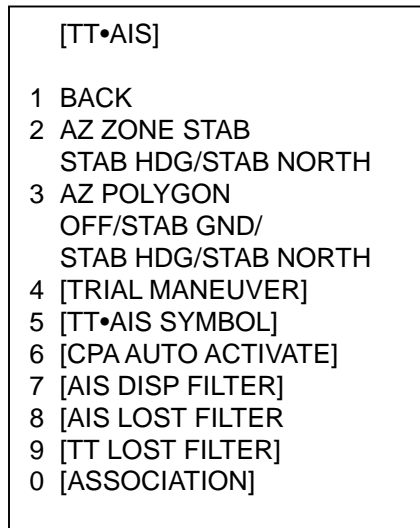 [TT•AIS]
1 BACK
2 AZ ZONE STAB
STAB HDG/STAB NORTH
3 AZ POLYGON
OFF/STAB GND/
STAB HDG/STAB NORTH
4 [TRIAL MANEUVER]
5 [TT•AIS SYMBOL]
6 [CPA AUTO ACTIVATE]
7 [AIS DISP FILTER]
8 [AIS LOST FILTER
9 [TT LOST FILTER]
0 [ASSOCIATION]